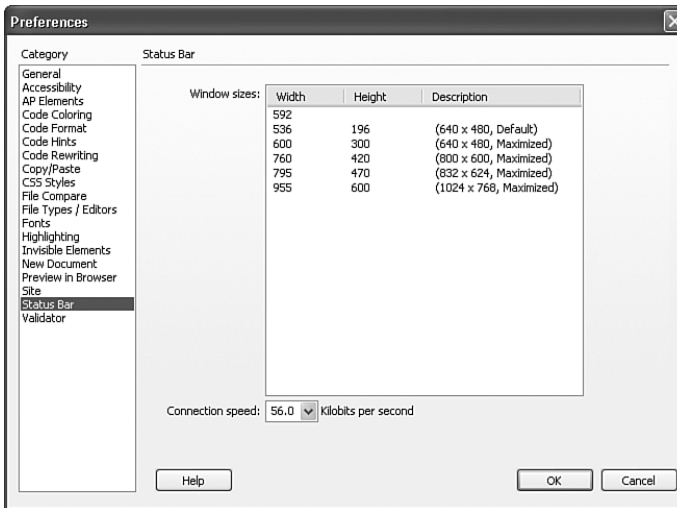 Preferences
Category
Status Bar
General
Accessibility
AP Elements
Code Coloring
Code Format
Code Hints
Code Rewriting
Copy/Paste
CSS Styles
File Compare
File Types / Editors
Fonts
Highlighting
Invisible Elements
New Document
Preview in Browser
Site
Status Bar
Validator
Window sizes:
Width Height Description
592
536 196 (640 x 480, Default)
600 300 (640 x 480, Maximized)
760 420 (800 x 600, Maximized)
795 470 (832 x 624, Maximized)
955 600 (1024 x 768, Maximized)
Connection speed: 56.0 Kilobits per second
Help OK Cancel